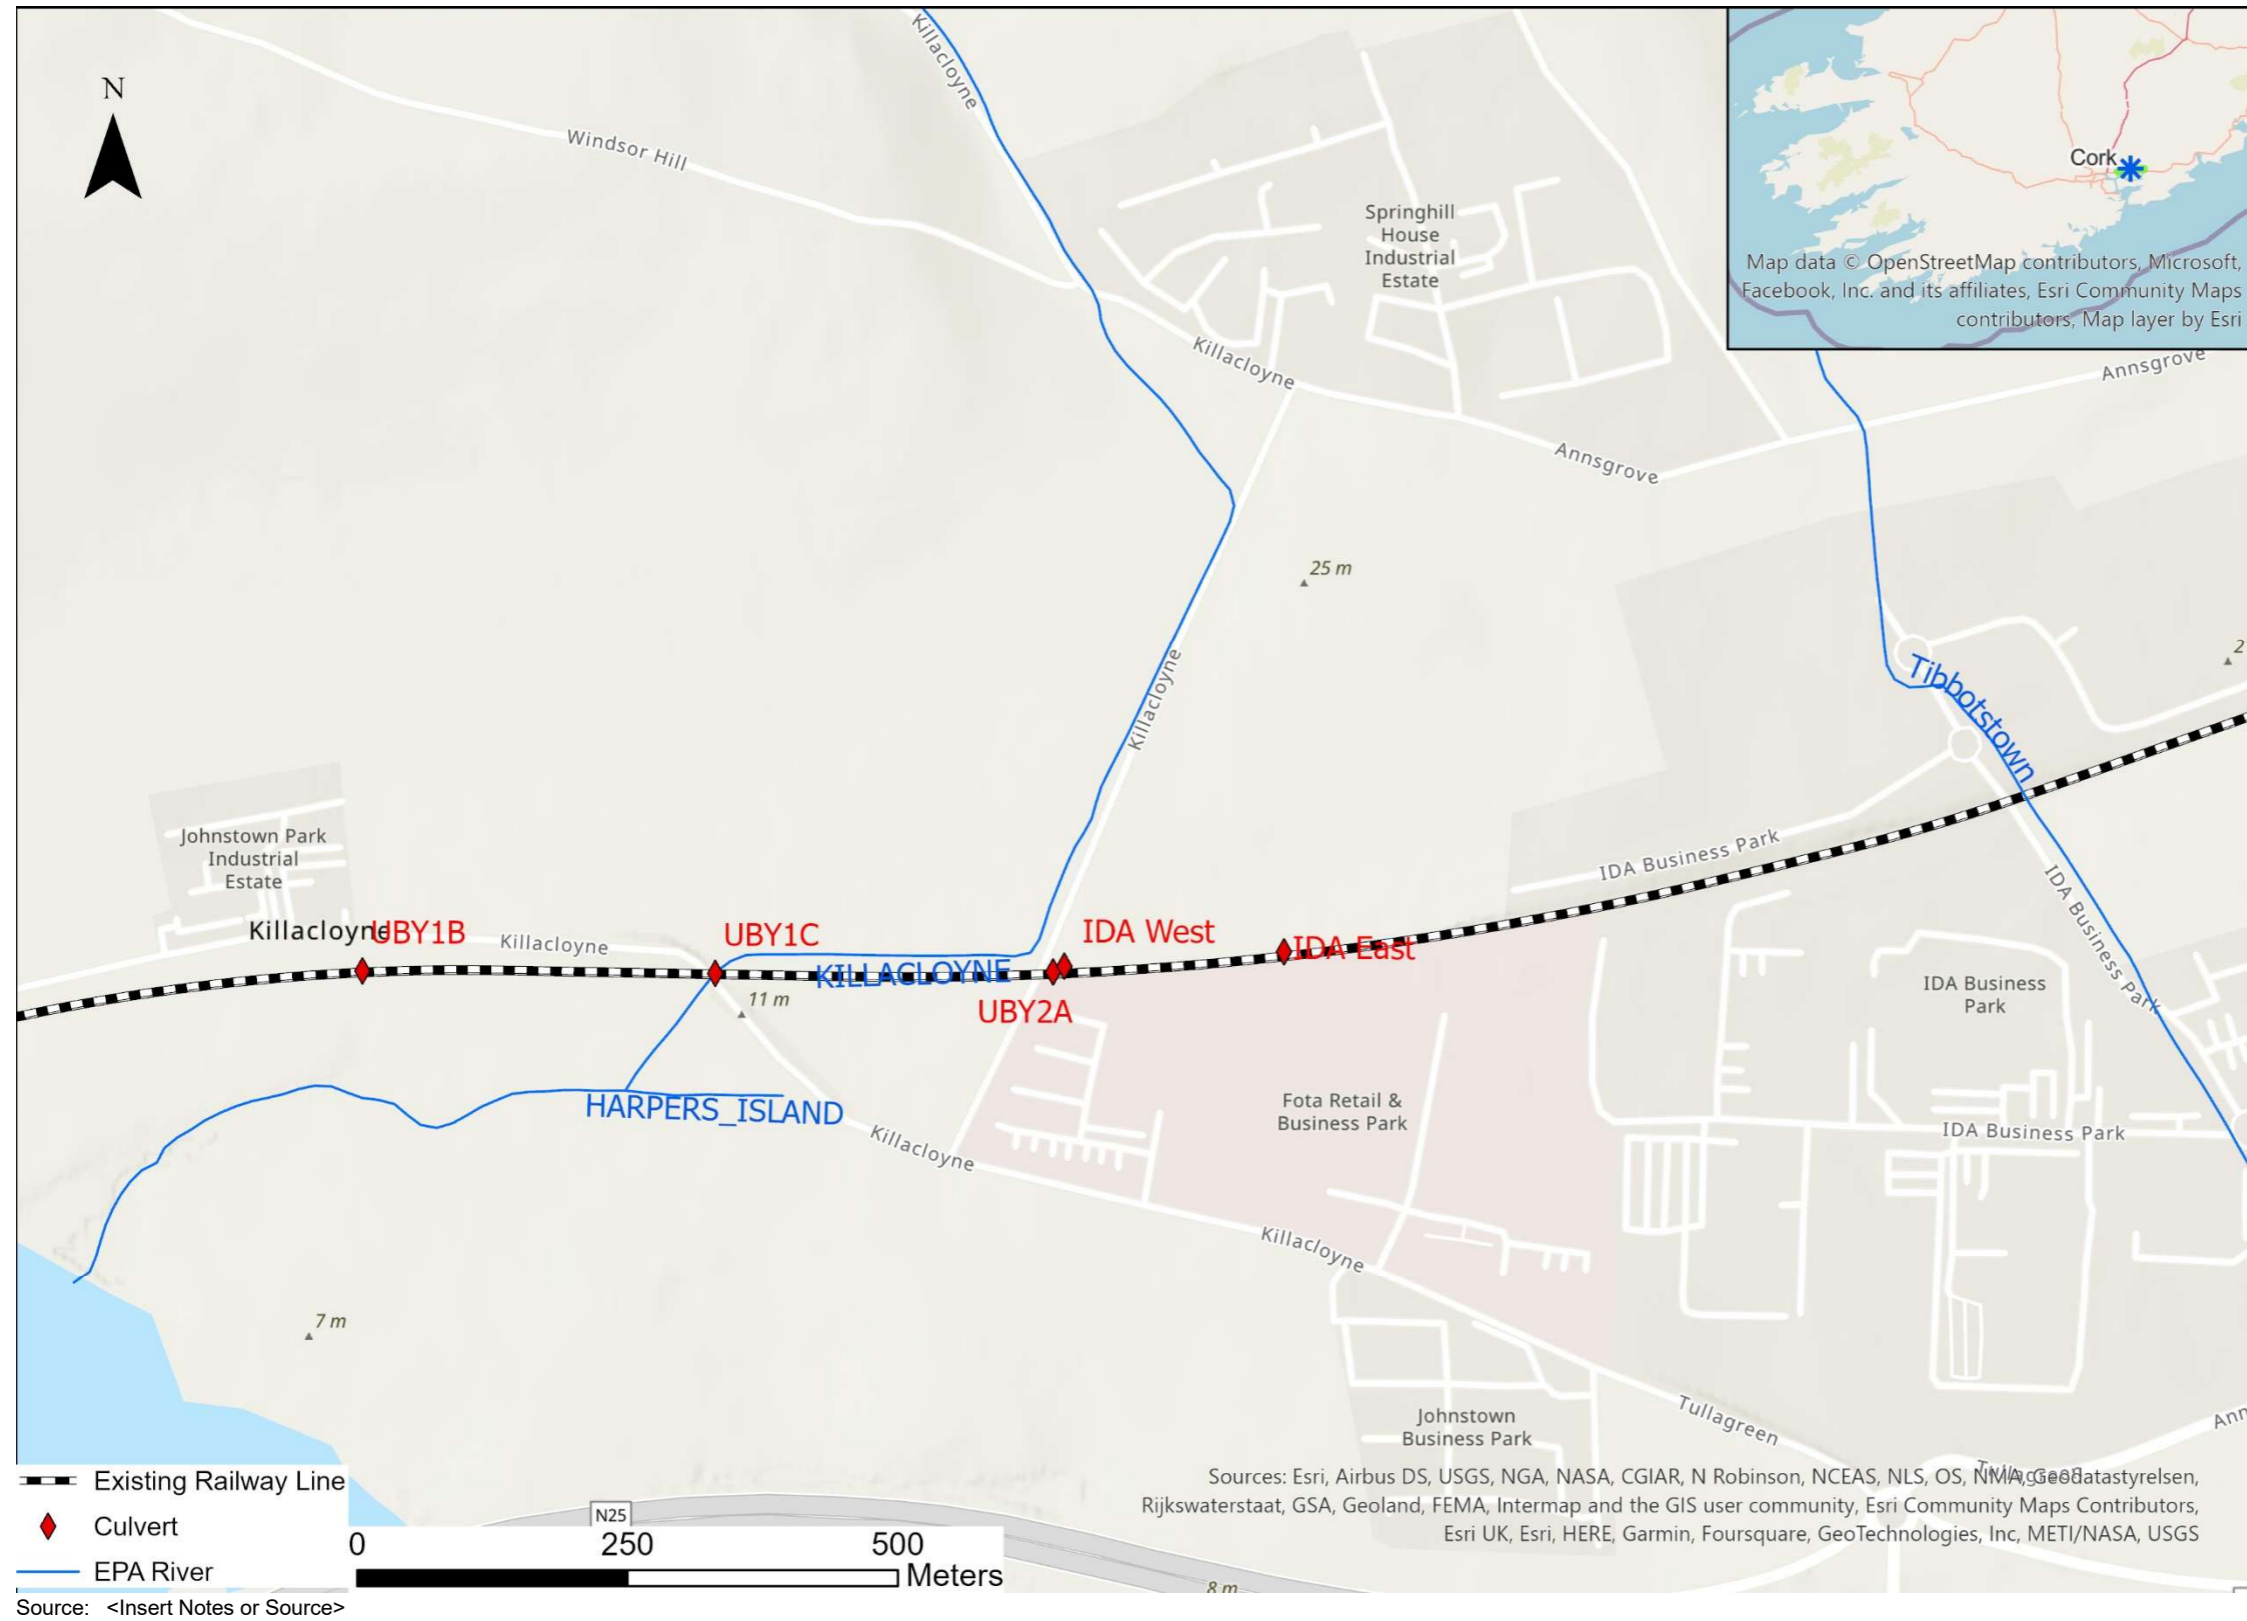 N
Killacloyne
Windsor Hill
Springhill
House
Industrial
Estate
Cork
Map data © OpenStreetMap contributors, Microsoft,
Facebook, Inc. and its affiliates, Esri Community Maps
contributors, Map layer by Esri
Killacloyne
Annsgrove
Annsgrove
25 m
Killacloyne
2
Tibbotstown
Johnstown Park
Industrial
Estate
IDA Business Park
Killacloyne
UBY1B
Killacloyne
UBY1C
IDA West
IDA East
KILLACLOYNE
UBY2A
11 m
IDA Business Park
IDA Business
Park
HARPERS_ISLAND
Killacloyne
Fota Retail &
Business Park
IDA Business Park
Killacloyne
7 m
Johnstown
Business Park
Tullagreen
Ann
Tullagreen
Sources: Esri, Airbus DS, USGS, NGA, NASA, CGIAR, N Robinson, NCEAS, NLS, OS, NMA, Geodatastyrelsen,
Rijkswaterstaat, GSA, Geoland, FEMA, Intermap and the GIS user community, Esri Community Maps Contributors,
Esri UK, Esri, HERE, Garmin, Foursquare, GeoTechnologies, Inc, METI/NASA, USGS
Existing Railway Line
Culvert
EPA River
N25
0 250 500
Meters
8 m
Source: <Insert Notes or Source>